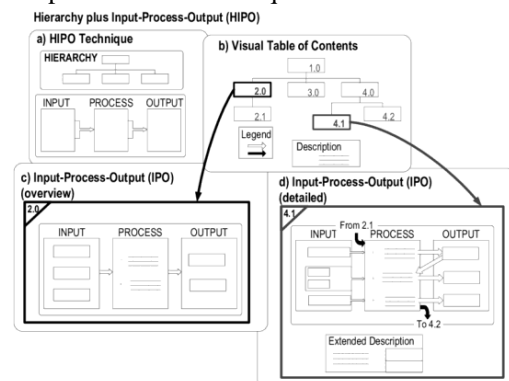 Hierarchy plus Input-Process-Output (HIPO)
a) HIPO Technique
HIERARCHY
INPUT PROCESS OUTPUT
b) Visual Table of Contents
1.0
2.0 3.0 4.0
2.1 4.1 4.2
Legend
Description
c) Input-Process-Output (IPO)
(overview)
2.0
INPUT PROCESS OUTPUT
d) Input-Process-Output (IPO)
(detailed)
4.1
From 2.1
INPUT PROCESS OUTPUT
To 4.2
Extended Description